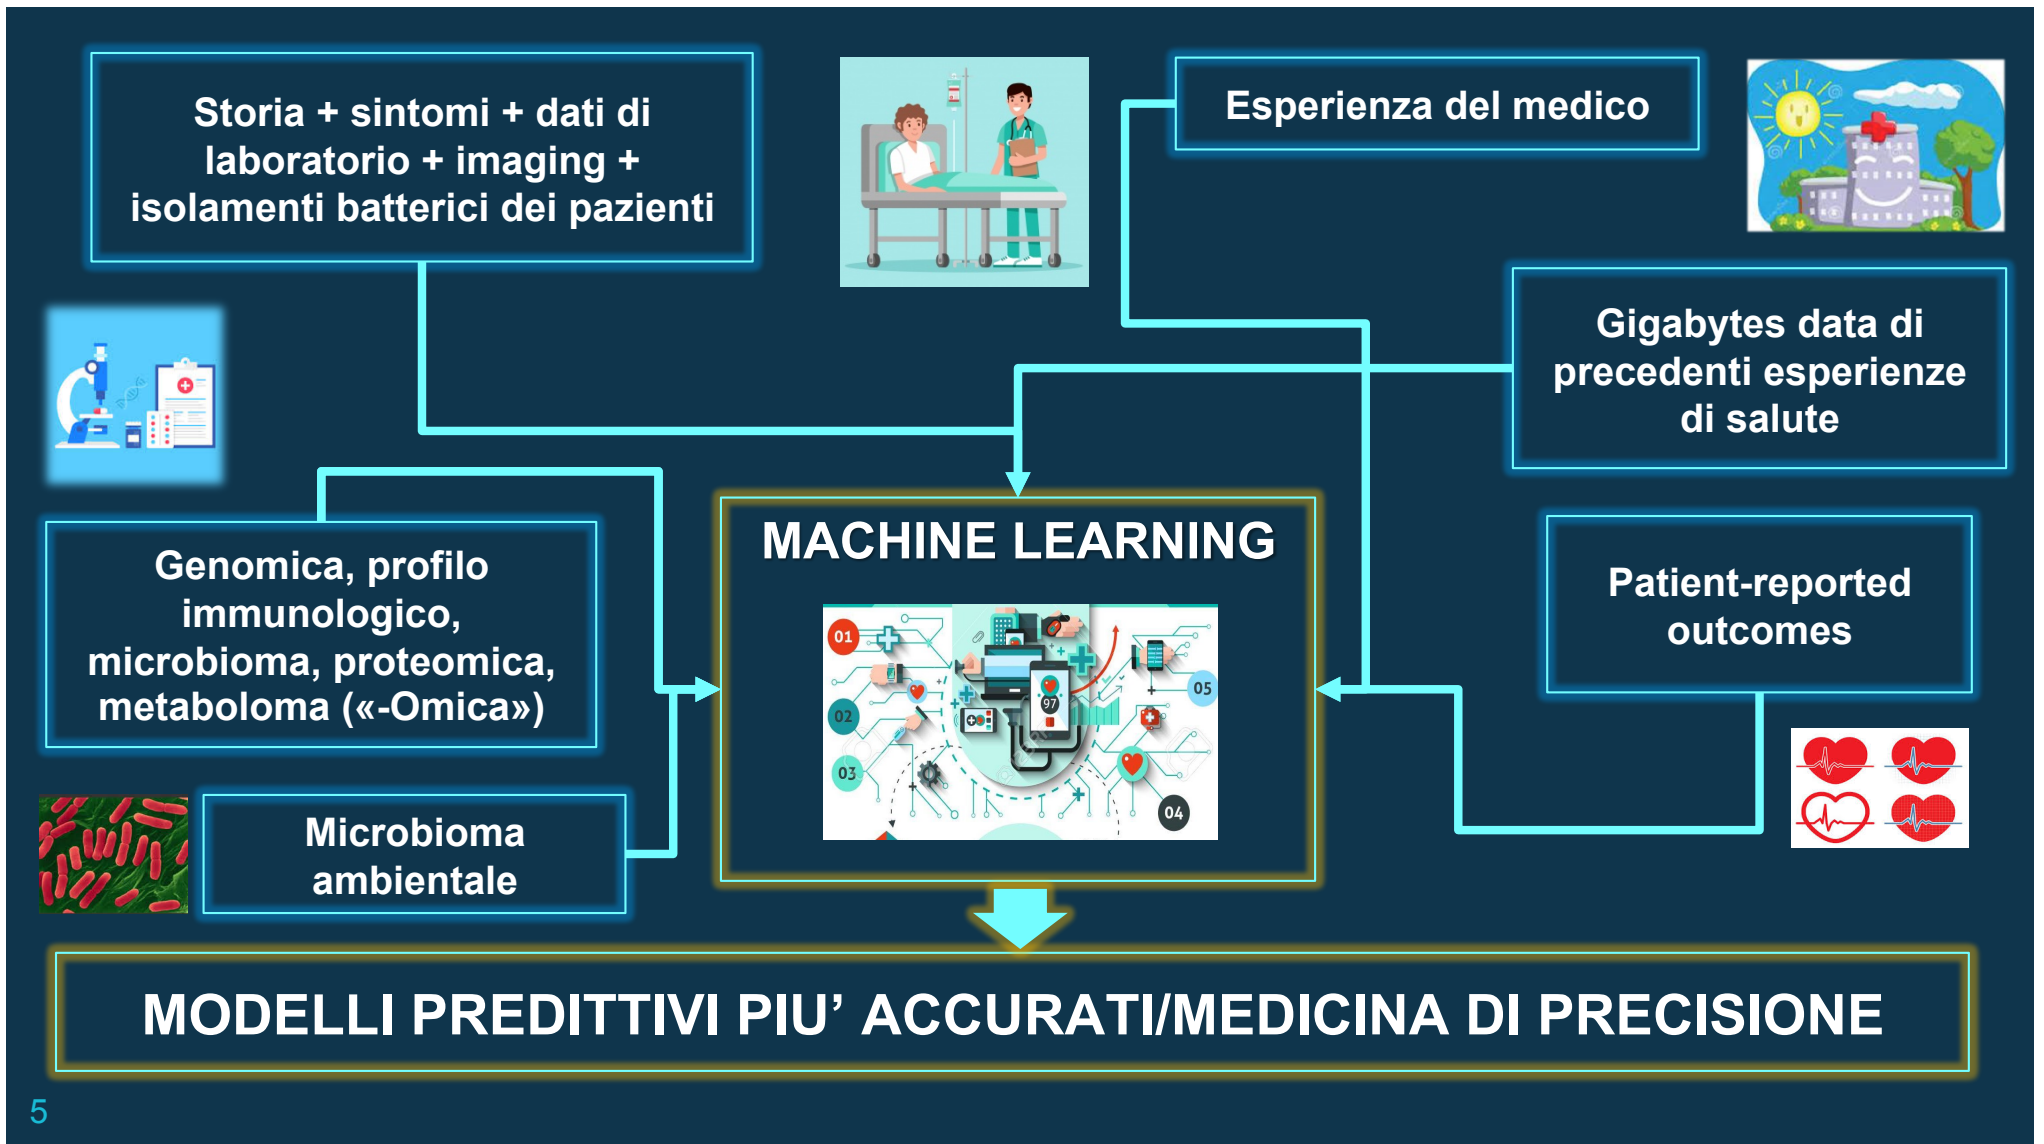 Storia + sintomi + dati di
laboratorio + imaging +
isolamenti batterici dei pazienti
Esperienza del medico
Gigabytes data di
precedenti esperienze
di salute
Genomica, profilo
immunologico,
microbioma, proteomica,
metaboloma («-Omica»)
MACHINE LEARNING
01
02
03
97
05
04
Patient-reported
outcomes
Microbioma
ambientale
MODELLI PREDITTIVI PIU’ ACCURATI/MEDICINA DI PRECISIONE
5